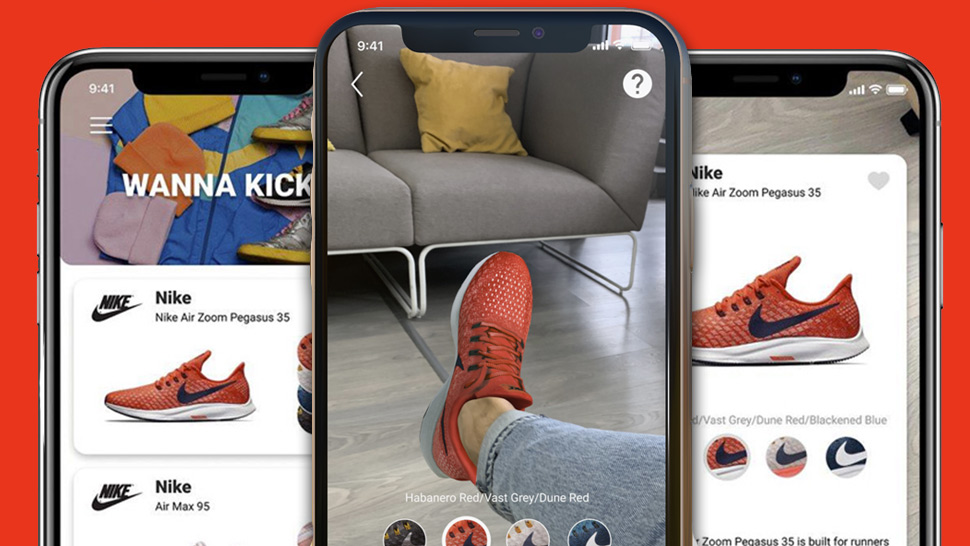 9:41
WANNA KICK
NIKE
Nike
Nike Air Zoom Pegasus 35
NIKE
Nike
Air Max 95
9:41
?
Habanero Red/Vast Grey/Dune Red
Nike
Nike Air Zoom Pegasus 35
/Vast Grey/Dune Red/Blackened Blue
Zoom Pegasus 35 is built for runners